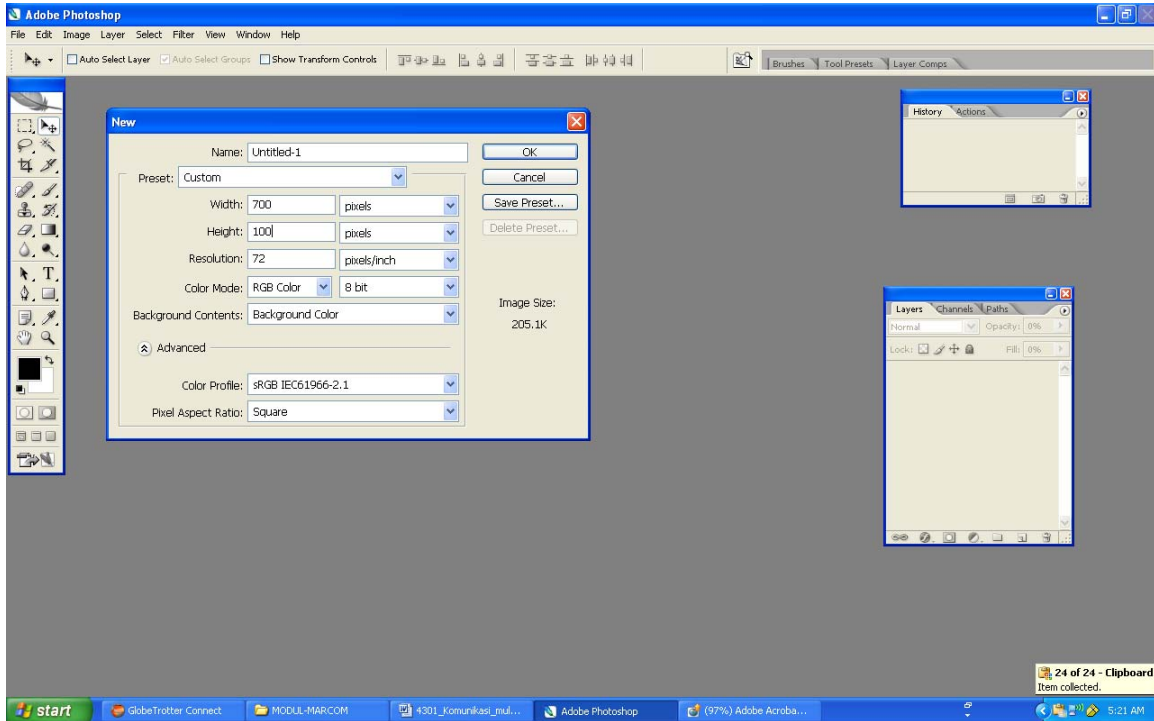 Adobe Photoshop
File Edit Image Layer Select Filter View Window Help
Auto Select Layer Auto Select Groups Show Transform Controls
Brushes Tool Presets Layer Comps
New
Name: Untitled-1
OK
Preset: Custom
Cancel
Width: 700 pixels
Save Preset...
Height: 100 pixels
Delete Preset...
Resolution: 72 pixels/inch
Color Mode: RGB Color 8 bit
Image Size:
Background Contents: Background Color
205.1K
Advanced
Color Profile: sRGB IEC61966-2.1
Pixel Aspect Ratio: Square
History Actions
Layers Channels Paths
Normal Opacity: 0%
Lock: Fill: 0%
24 of 24 - Clipboard
Item collected.
start GlobeTrotter Connect MODUL-MARCOM 4301_Komunikasi_mul... Adobe Photoshop (97%) Adobe Acroba... 5:21 AM